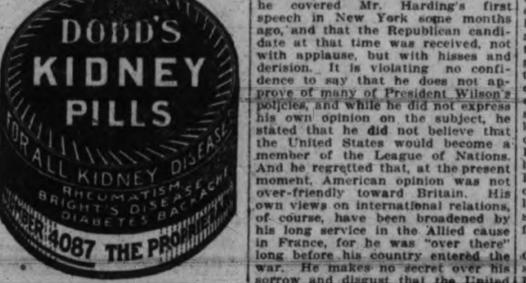 DODD'S
KIDNEY
PILLS
FOR ALL KIDNEY DISEASES
RHEUMATISM
BRIGHT'S DISEASE
DIABETES BACKACHE
4087 THE
he covered Mr. Harding's first
speech in New York some months
ago, and that the Republican candi-
date at that time was received, not
with applause, but with hisses and
derision. It is violating no confi-
dence to say that he does not ap-
prove of many of President Wilson's
policies, and while he did not express
his own opinion on the subject, he
stated that he did not believe that
the United States would become a
member of the League of Nations.
And he regretted that, at the present
moment, American opinion was not
over-friendly toward Britain. His
own views on international relations,
of course, have been broadened by
his long service in the Allied cause
in France, for he was "over there"
long before his country entered the
war. He makes no secret over his
sorrow and disgust that the United